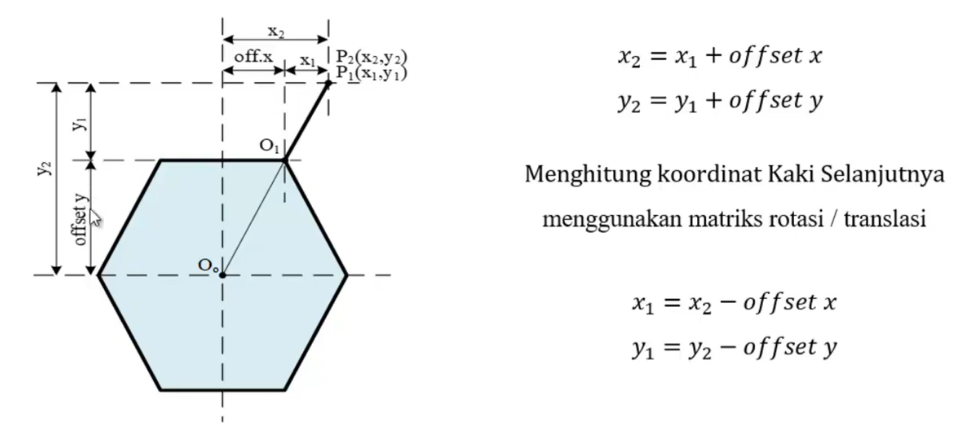 x₂
off.x
x₁
P₂(x₂,y₂)
P₁(x₁,y₁)
y₁
y₂
O₁
offset y
Oₒ
x₂ = x₁ + offset x
y₂ = y₁ + offset y
Menghitung koordinat Kaki Selanjutnya
menggunakan matriks rotasi / translasi
x₁ = x₂ − offset x
y₁ = y₂ − offset y